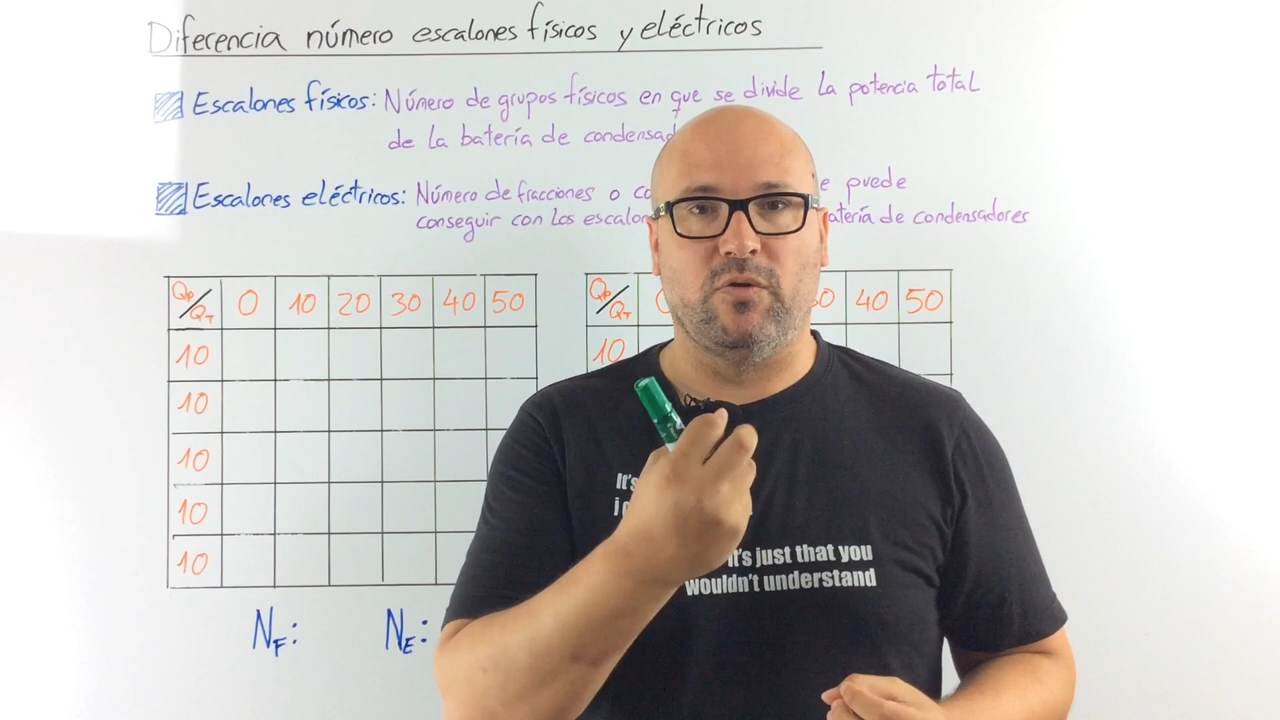 Diferencia número escalones físicos y eléctricos
Escalones físicos: Número de grupos físicos en que se divide la potencia total
de la batería de
Escalones eléctricos: Número de fracciones o puede
conseguir con los de condensadores
QP/QT 0 10 20 30 40 50
10
10
10
10
10
NF: NE:
QP/QT 40 50
10
It's
It's just that you
wouldn't understand